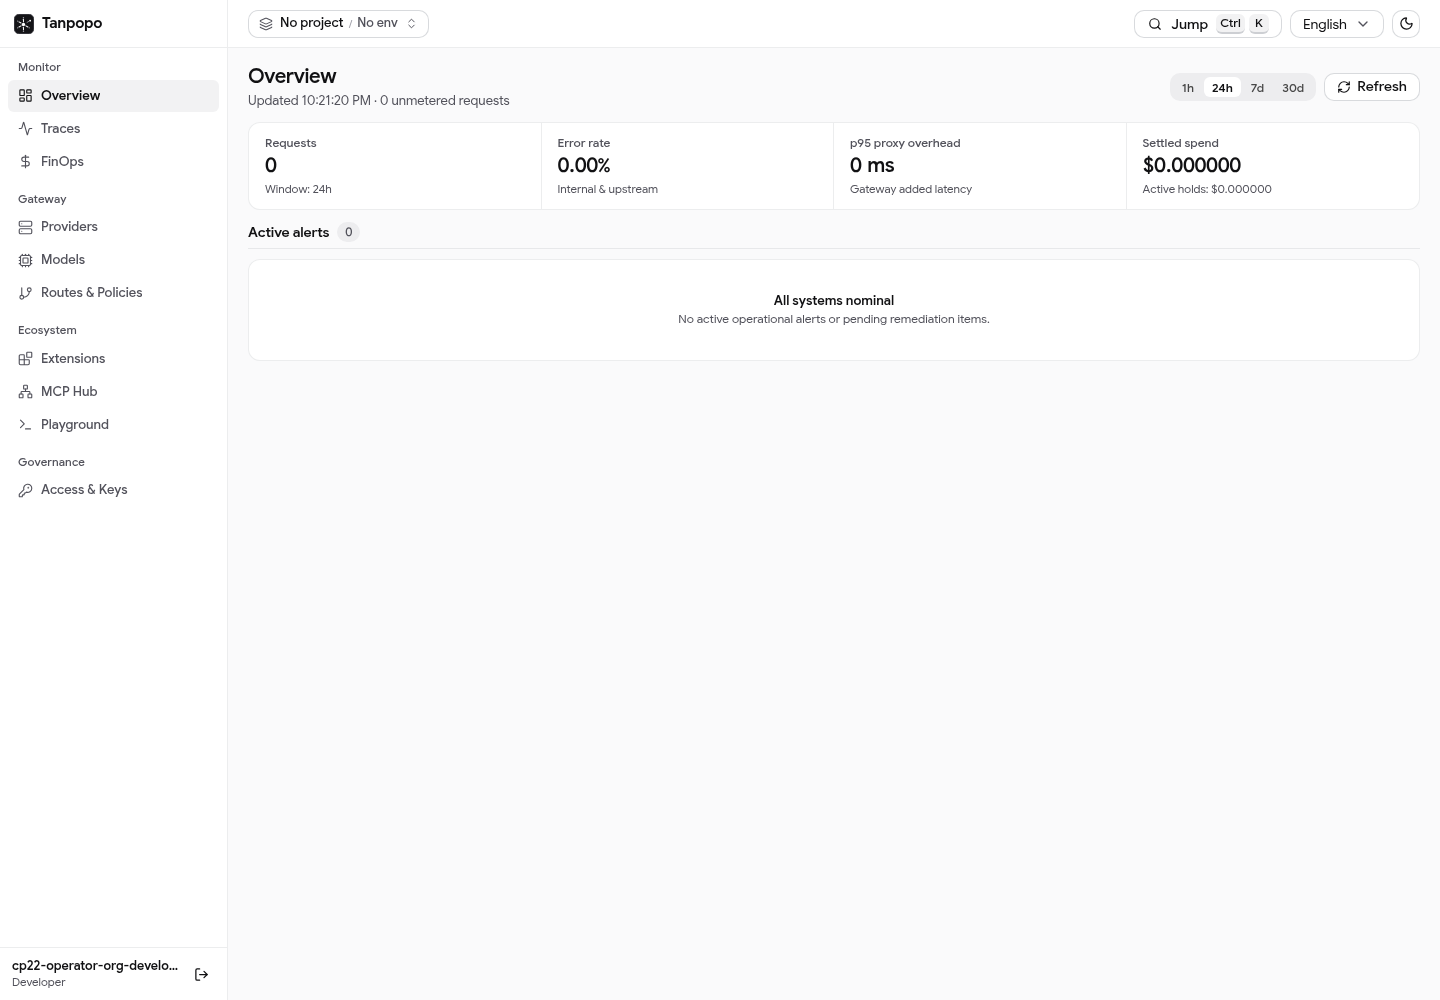 Tanpopo
No project / No env
Jump Ctrl K
English
Monitor
Overview
Traces
FinOps
Gateway
Providers
Models
Routes & Policies
Ecosystem
Extensions
MCP Hub
Playground
Governance
Access & Keys
cp22-operator-org-develo...
Developer
Overview
Updated 10:21:20 PM · 0 unmetered requests
1h 24h 7d 30d
Refresh
Requests
0
Window: 24h
Error rate
0.00%
Internal & upstream
p95 proxy overhead
0 ms
Gateway added latency
Settled spend
$0.000000
Active holds: $0.000000
Active alerts 0
All systems nominal
No active operational alerts or pending remediation items.